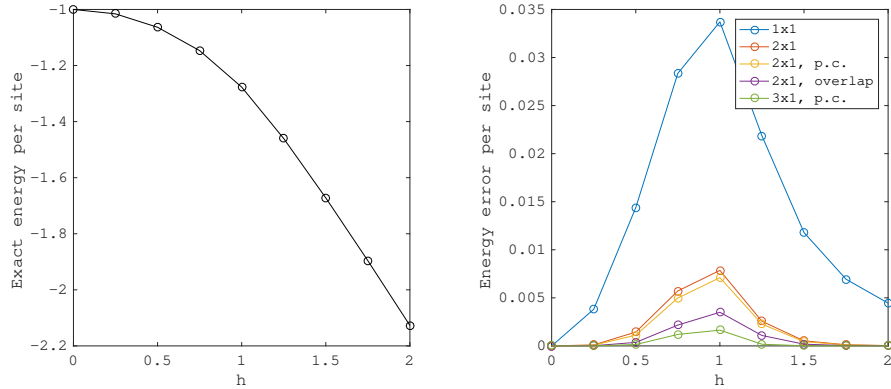 Exact energy per site
-1
-1.2
-1.4
-1.6
-1.8
-2
-2.2
0
0.5
1
1.5
2
h
Energy error per site
0.035
0.03
0.025
0.02
0.015
0.01
0.005
0
0
0.5
1
1.5
2
h
1x1
2x1
2x1, p.c.
2x1, overlap
3x1, p.c.